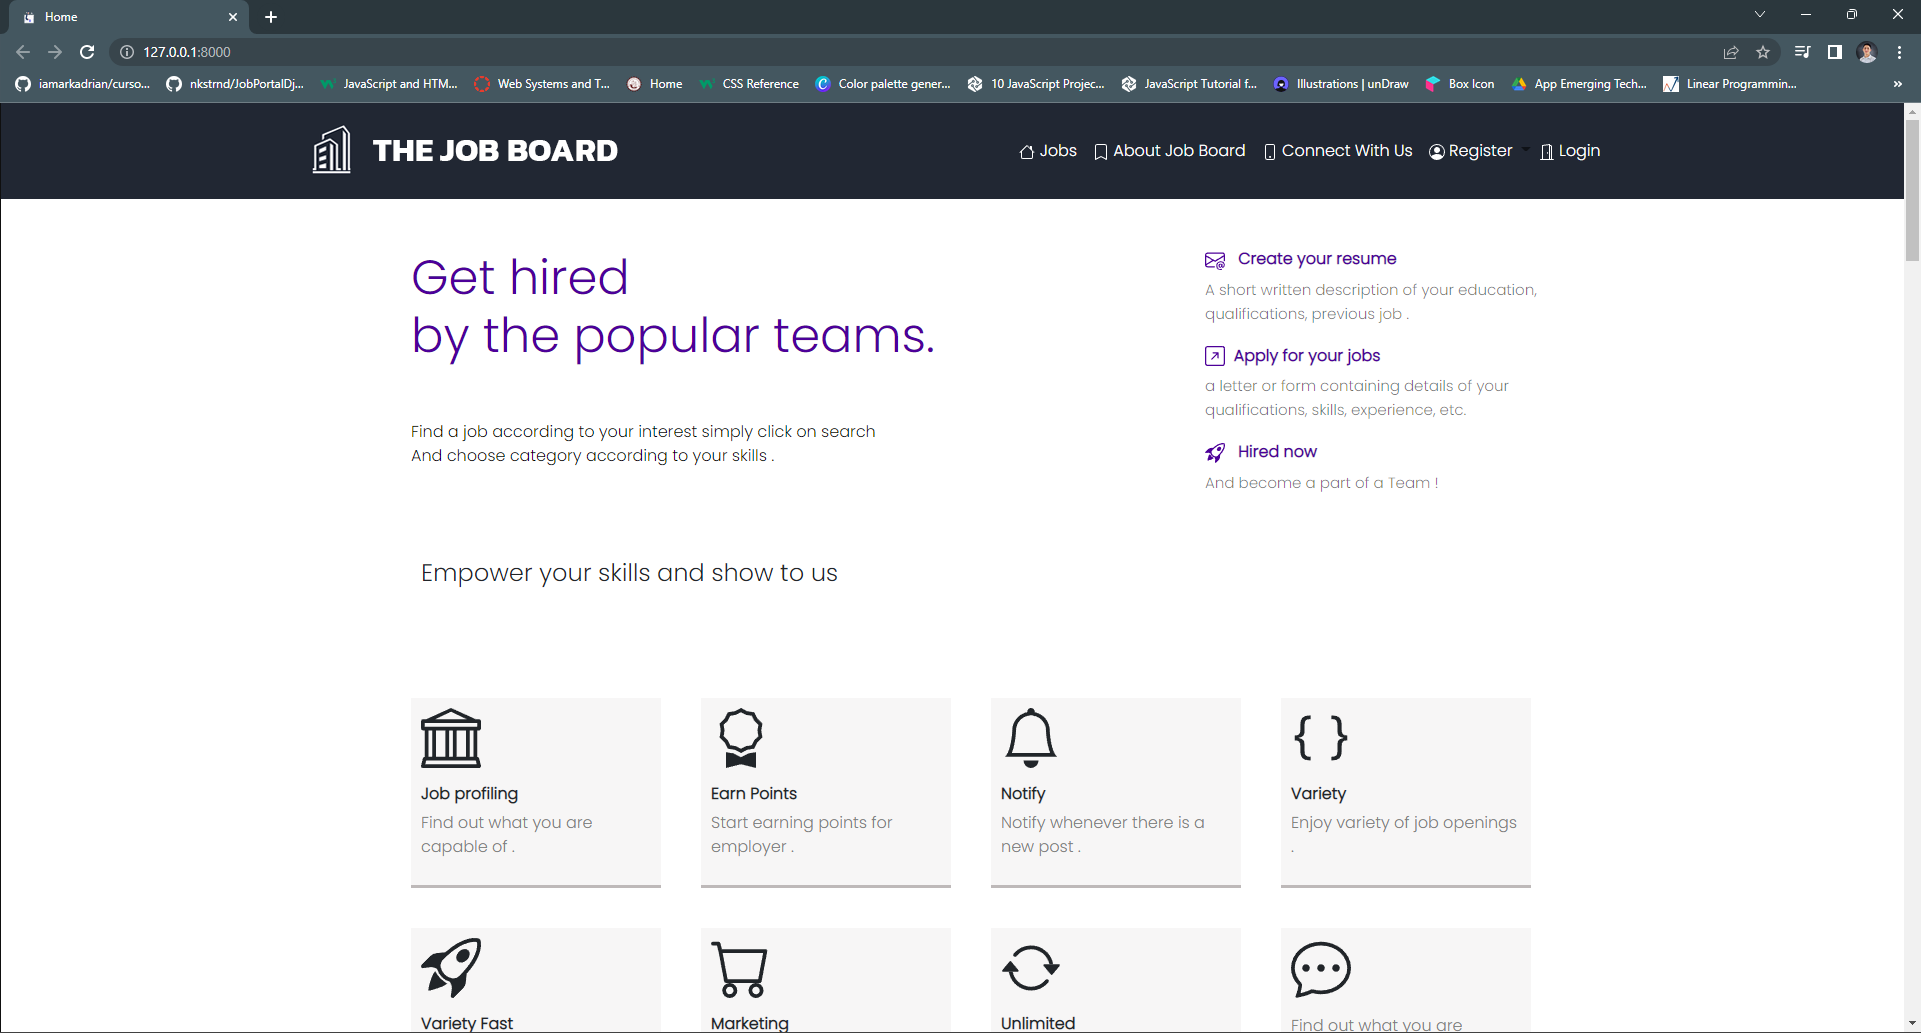 Home
127.0.0.1:8000
iamarkadrian/curso...
nkstrnd/JobPortalDj...
JavaScript and HTM...
Web Systems and T...
Home
CSS Reference
Color palette gener...
10 JavaScript Projec...
JavaScript Tutorial f...
Illustrations | unDraw
Box Icon
App Emerging Tech...
Linear Programmin...
THE JOB BOARD
Jobs
About Job Board
Connect With Us
Register
Login
Get hired
by the popular teams.
Find a job according to your interest simply click on search
And choose category according to your skills .
Create your resume
A short written description of your education,
qualifications, previous job .
Apply for your jobs
a letter or form containing details of your
qualifications, skills, experience, etc.
Hired now
And become a part of a Team !
Empower your skills and show to us
Job profiling
Find out what you are
capable of .
Earn Points
Start earning points for
employer .
Notify
Notify whenever there is a
new post .
Variety
Enjoy variety of job openings
.
Variety Fast
Marketing
Unlimited
Find out what you are